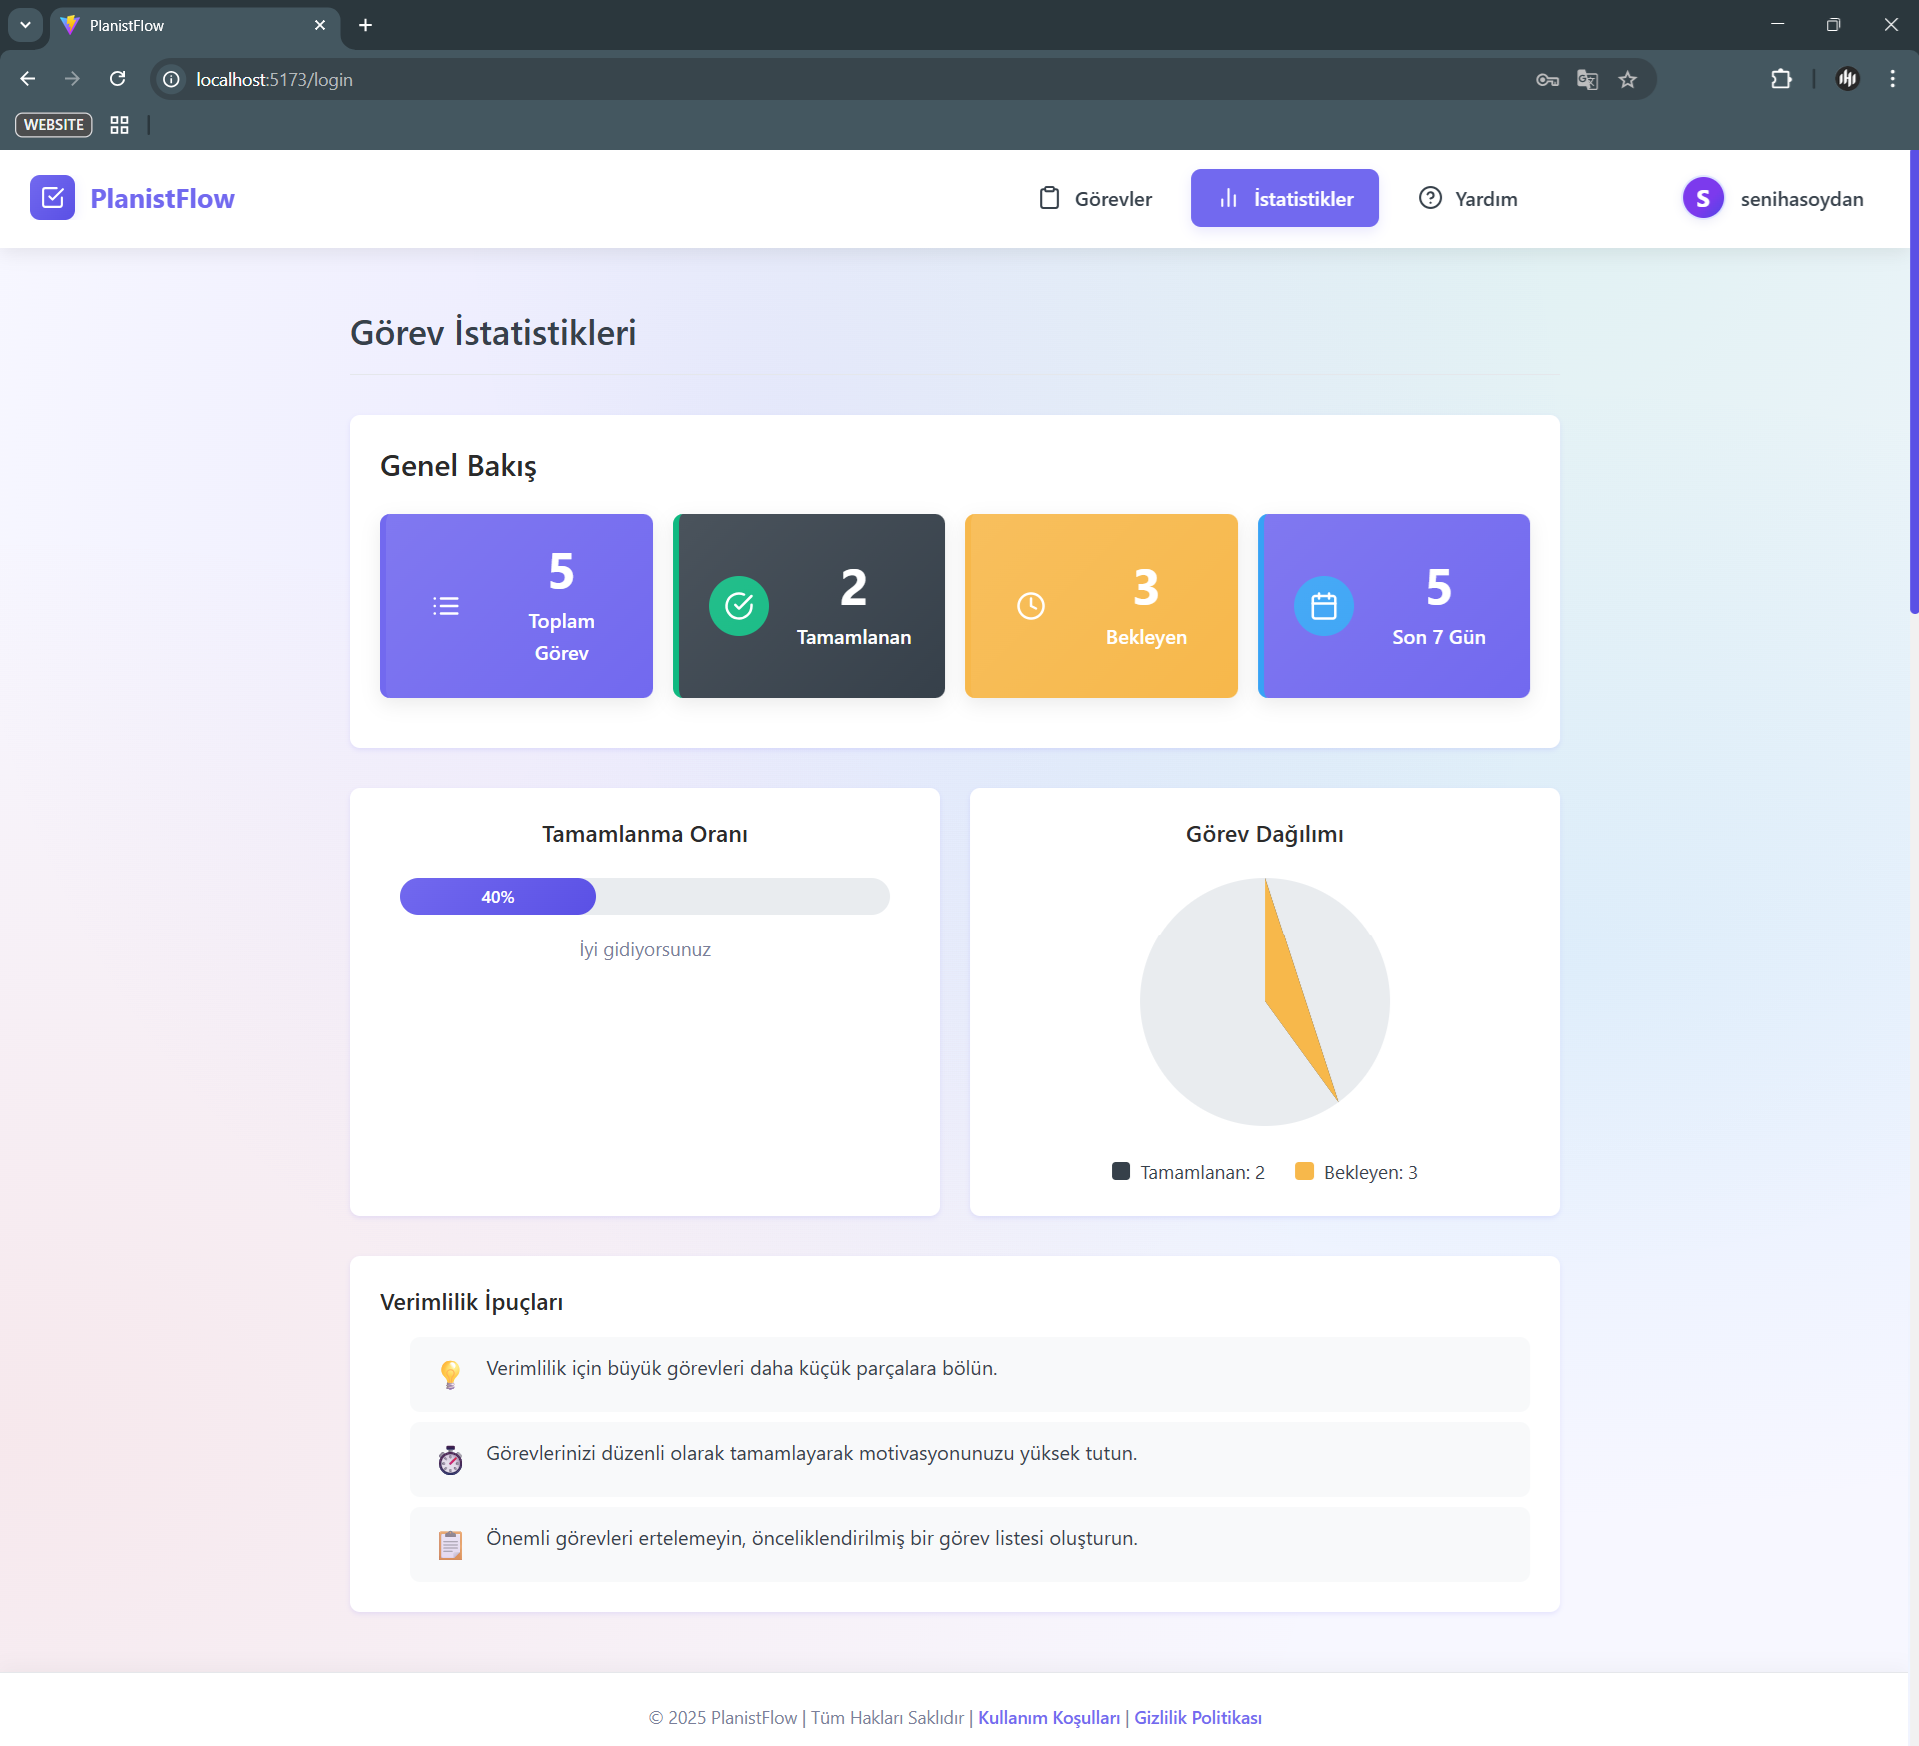 PlanistFlow
localhost:5173/login
WEBSITE
PlanistFlow
Görevler
İstatistikler
Yardım
S
senihasoydan
Görev İstatistikleri
Genel Bakış
5
Toplam
Görev
2
Tamamlanan
3
Bekleyen
5
Son 7 Gün
Tamamlanma Oranı
40%
İyi gidiyorsunuz
Görev Dağılımı
Tamamlanan: 2
Bekleyen: 3
Verimlilik İpuçları
Verimlilik için büyük görevleri daha küçük parçalara bölün.
Görevlerinizi düzenli olarak tamamlayarak motivasyonunuzu yüksek tutun.
Önemli görevleri ertelemeyin, önceliklendirilmiş bir görev listesi oluşturun.
© 2025 PlanistFlow | Tüm Hakları Saklıdır | Kullanım Koşulları | Gizlilik Politikası